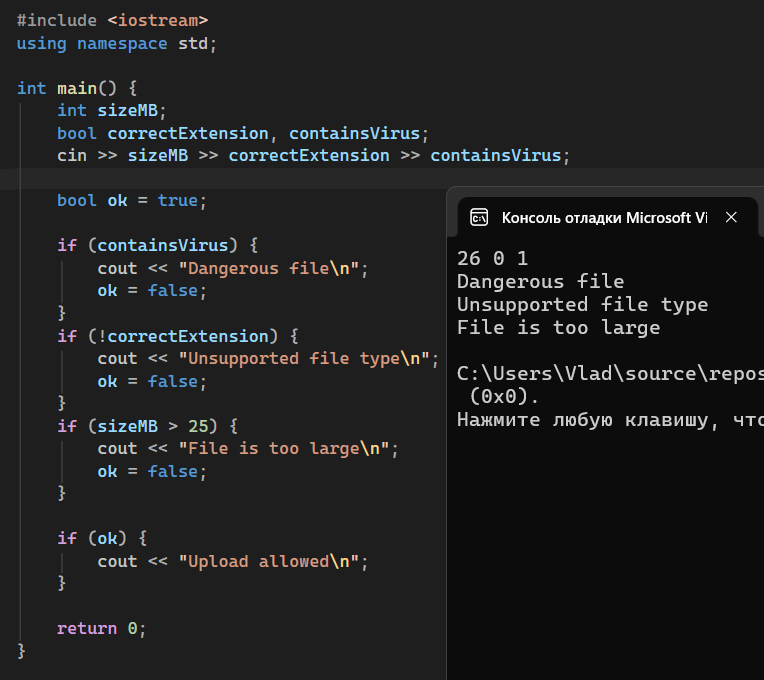 #include <iostream>
using namespace std;
int main() {
int sizeMB;
bool correctExtension, containsVirus;
cin >> sizeMB >> correctExtension >> containsVirus;
bool ok = true;
if (containsVirus) {
cout << "Dangerous file\n";
ok = false;
}
if (!correctExtension) {
cout << "Unsupported file type\n";
ok = false;
}
if (sizeMB > 25) {
cout << "File is too large\n";
ok = false;
}
if (ok) {
cout << "Upload allowed\n";
}
return 0;
}
Консоль отладки Microsoft Vi
26 0 1
Dangerous file
Unsupported file type
File is too large
C:\Users\Vlad\source\repos
(0x0).
Нажмите любую клавишу, что